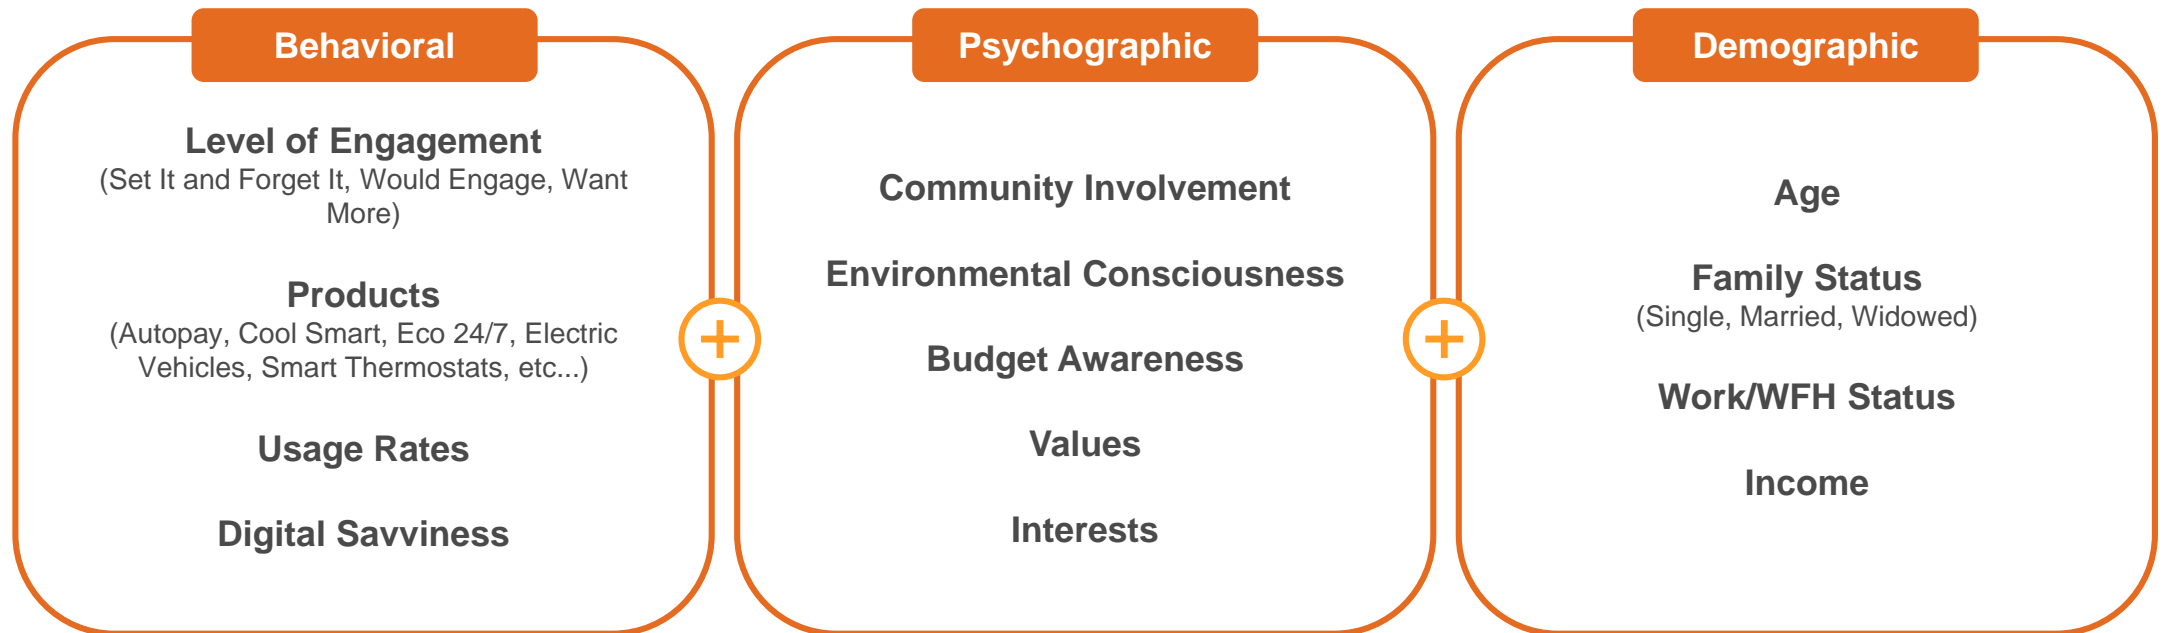 Behavioral
Level of Engagement
(Set It and Forget It, Would Engage, Want
More)
Products
(Autopay, Cool Smart, Eco 24/7, Electric
Vehicles, Smart Thermostats, etc...)
Usage Rates
Digital Savviness
+
Psychographic
Community Involvement
Environmental Consciousness
Budget Awareness
Values
Interests
+
Demographic
Age
Family Status
(Single, Married, Widowed)
Work/WFH Status
Income